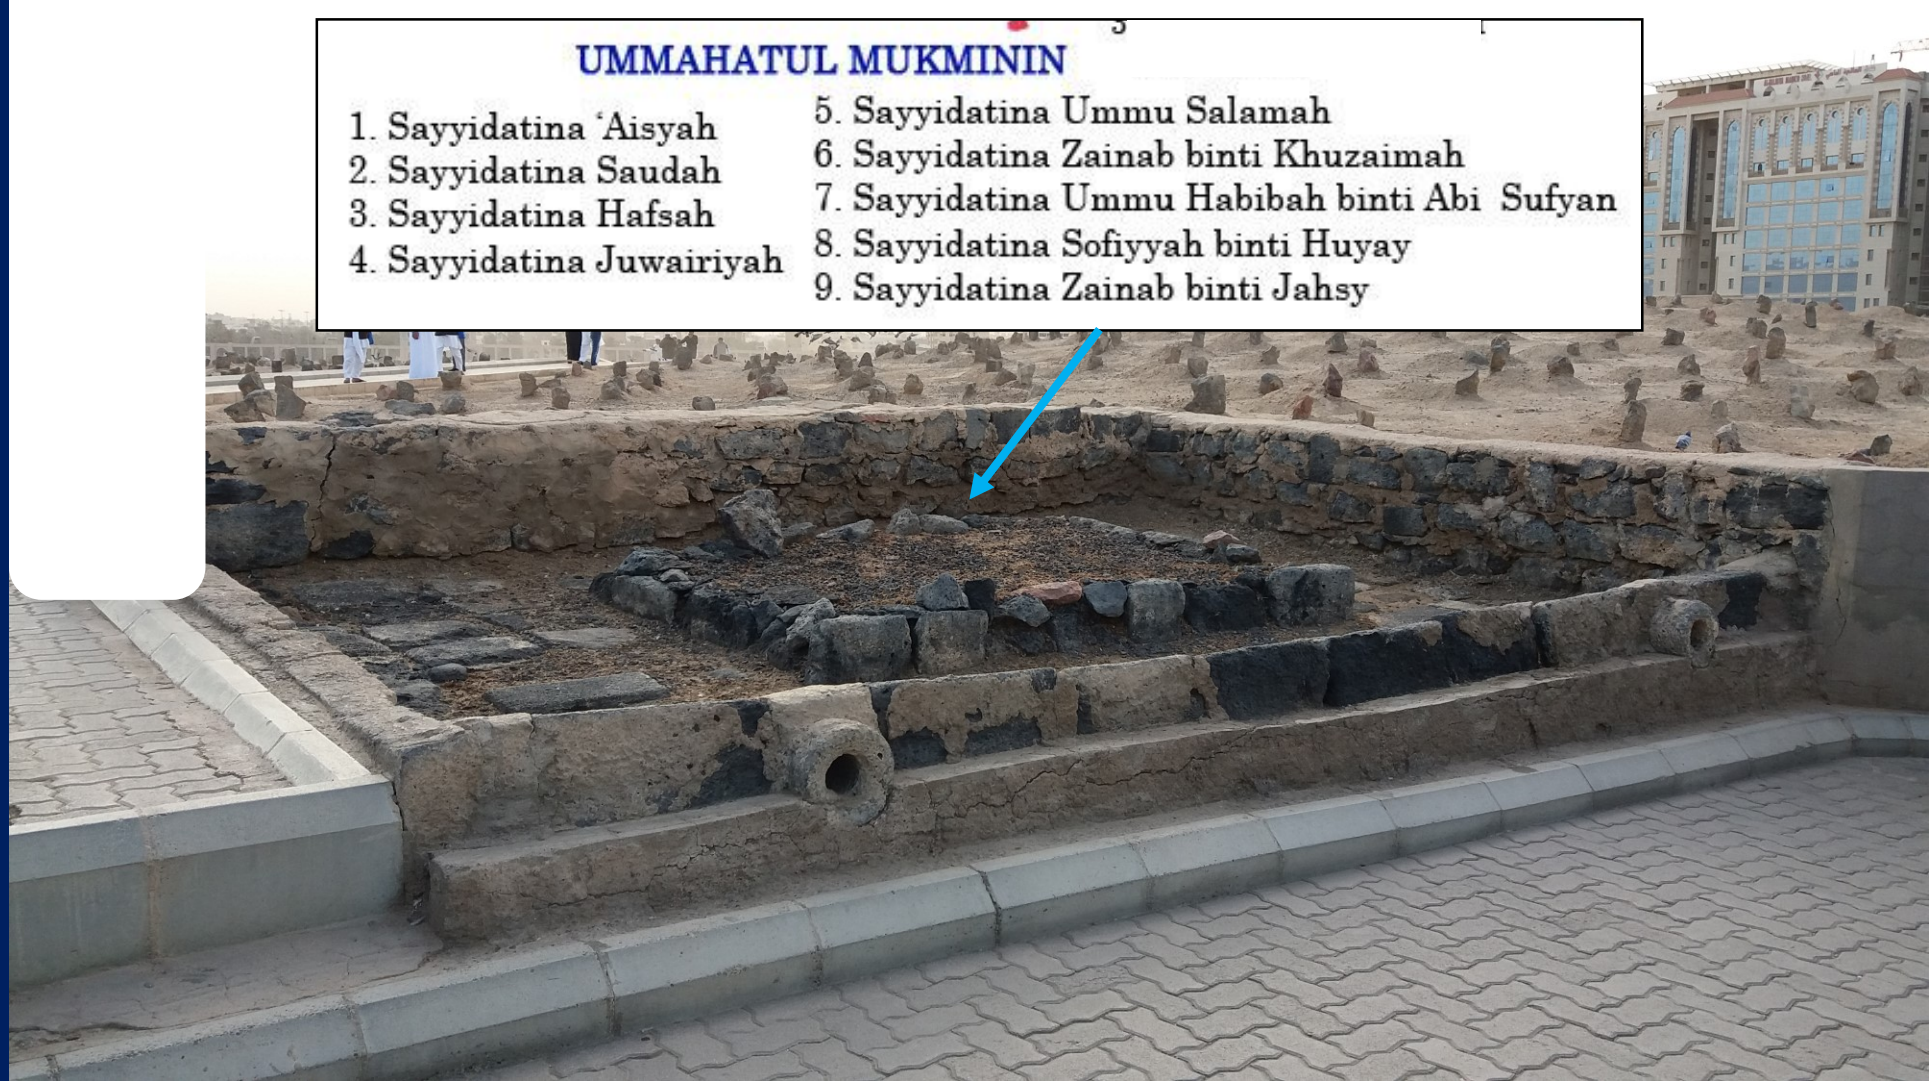 UMMAHATUL MUKMININ
1. Sayyidatina ‘Aisyah
2. Sayyidatina Saudah
3. Sayyidatina Hafsah
4. Sayyidatina Juwairiyah
5. Sayyidatina Ummu Salamah
6. Sayyidatina Zainab binti Khuzaimah
7. Sayyidatina Ummu Habibah binti Abi Sufyan
8. Sayyidatina Sofiyyah binti Huyay
9. Sayyidatina Zainab binti Jahsy